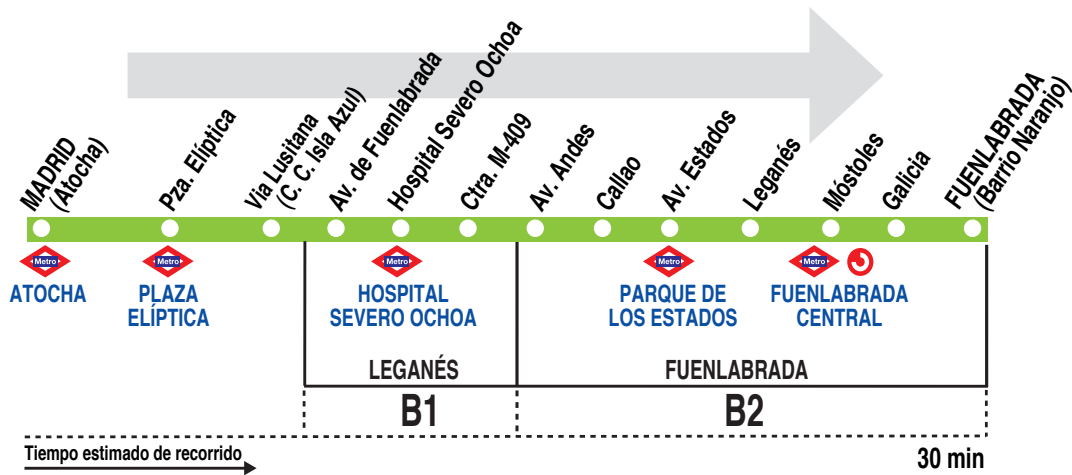 MADRID
(Atocha)
Pza. Elíptica
Via Lusitana
(C. C. Isla Azul)
Av. de Fuenlabrada
Hospital Severo Ochoa
Ctra. M-409
Av. Andes
Callao
Av. Estados
Leganés
Móstoles
Galicia
FUENLABRADA
(Barrio Naranjo)
Metro
Metro
Metro
Metro
Metro
ATOCHA
PLAZA
ELÍPTICA
HOSPITAL
SEVERO OCHOA
PARQUE DE
LOS ESTADOS
FUENLABRADA
CENTRAL
LEGANÉS
FUENLABRADA
B1
B2
Tiempo estimado de recorrido
30 min